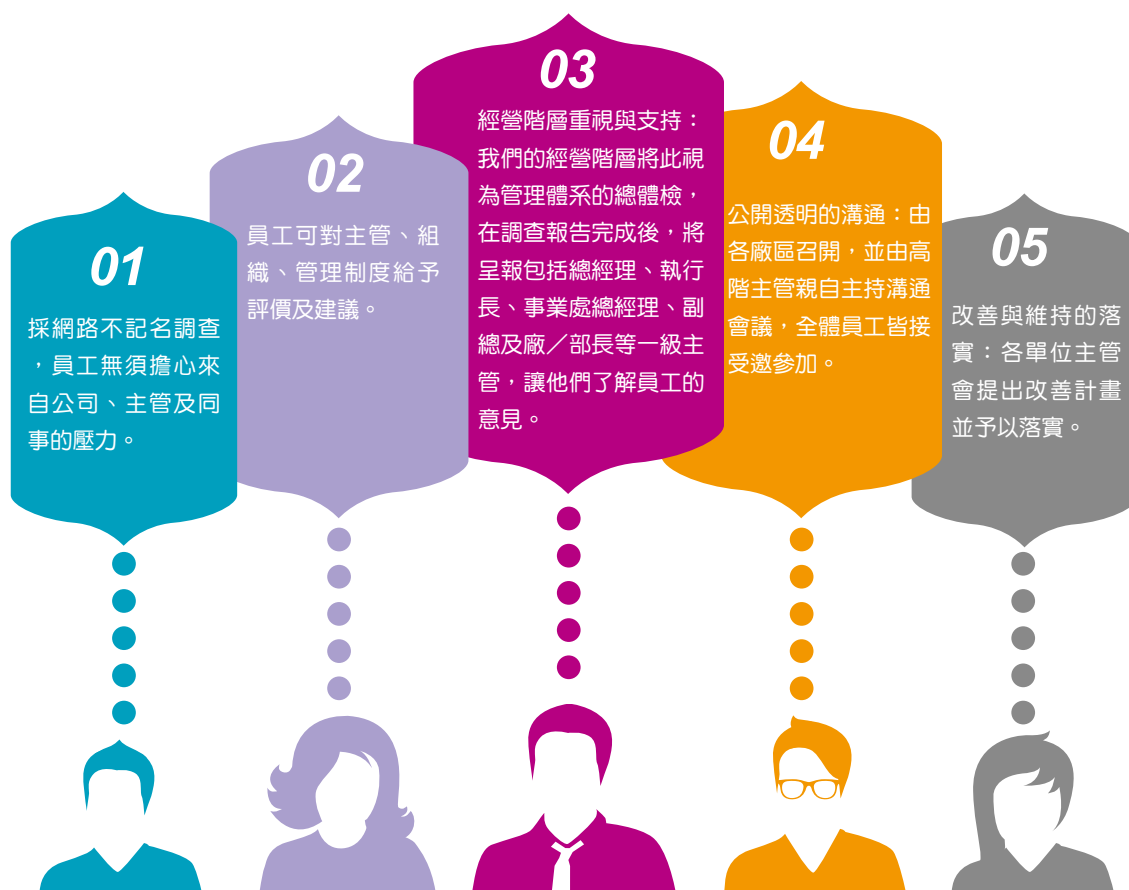 01
採網路不記名調查
，員工無須擔心來
自公司、主管及同
事的壓力。
02
員工可對主管、組
織、管理制度給予
評價及建議。
03
經營階層重視與支持：
我們的經營階層將此視
為管理體系的總體檢，
在調查報告完成後，將
呈報包括總經理、執行
長、事業處總經理、副
總及廠／部長等一級主
管，讓他們了解員工的
意見。
04
公開透明的溝通：由
各廠區召開，並由高
階主管親自主持溝通
會議，全體員工皆接
受邀參加。
05
改善與維持的落
實：各單位主管
會提出改善計畫
並予以落實。